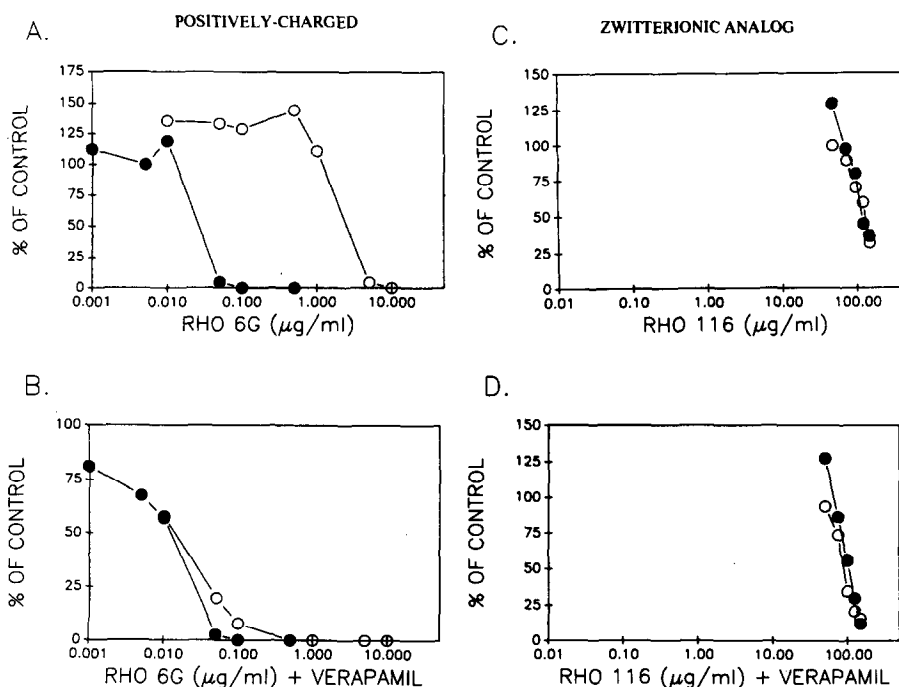 POSITIVELY-CHARGED
ZWITTERIONIC ANALOG
A.
% OF CONTROL
175
150
125
100
75
50
25
0
0.001 0.010 0.100 1.000 10.000
RHO 6G (μg/ml)
C.
% OF CONTROL
150
125
100
75
50
25
0
0.01 0.10 1.00 10.00 100.00
RHO 116 (μg/ml)
B.
% OF CONTROL
100
75
50
25
0
0.001 0.010 0.100 1.000 10.000
RHO 6G (μg/ml) + VERAPAMIL
D.
% OF CONTROL
150
125
100
75
50
25
0
0.01 0.10 1.00 10.00 100.00
RHO 116 (μg/ml) + VERAPAMIL